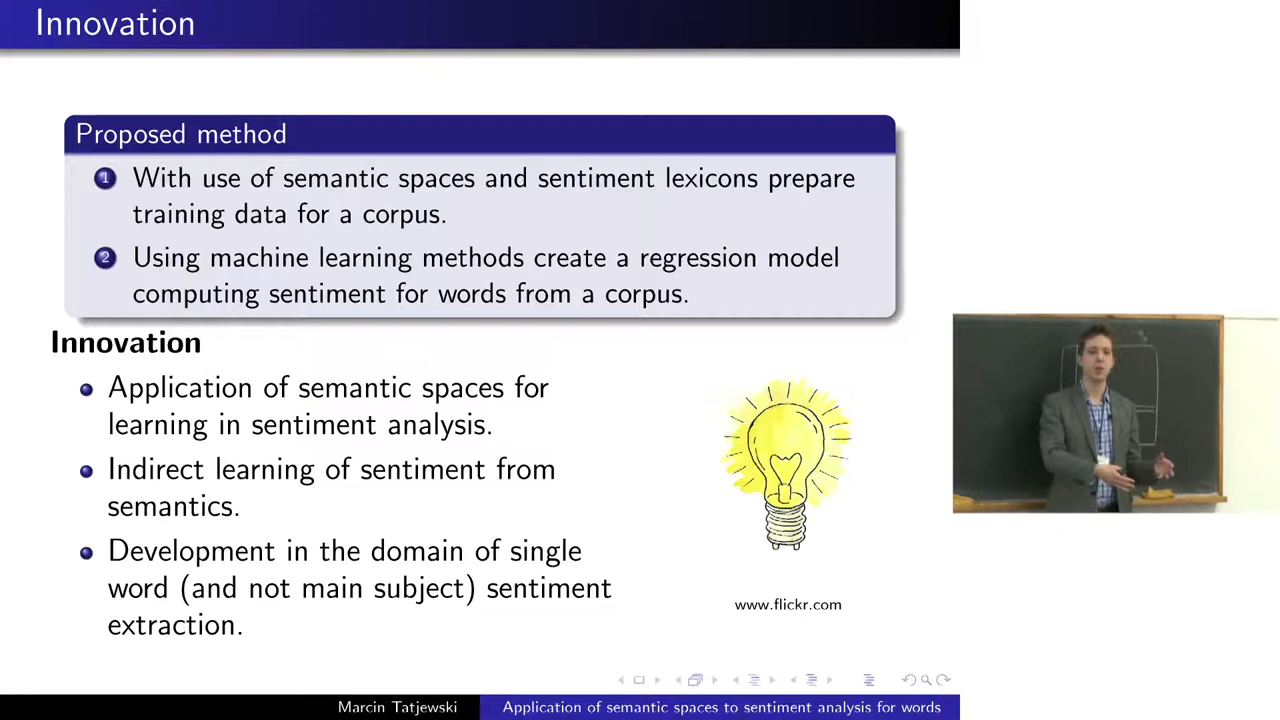 Innovation
Proposed method
1 With use of semantic spaces and sentiment lexicons prepare
training data for a corpus.
2 Using machine learning methods create a regression model
computing sentiment for words from a corpus.
Innovation
Application of semantic spaces for
learning in sentiment analysis.
Indirect learning of sentiment from
semantics.
Development in the domain of single
word (and not main subject) sentiment
extraction.
www.flickr.com
Marcin Tatjewski
Application of semantic spaces to sentiment analysis for words